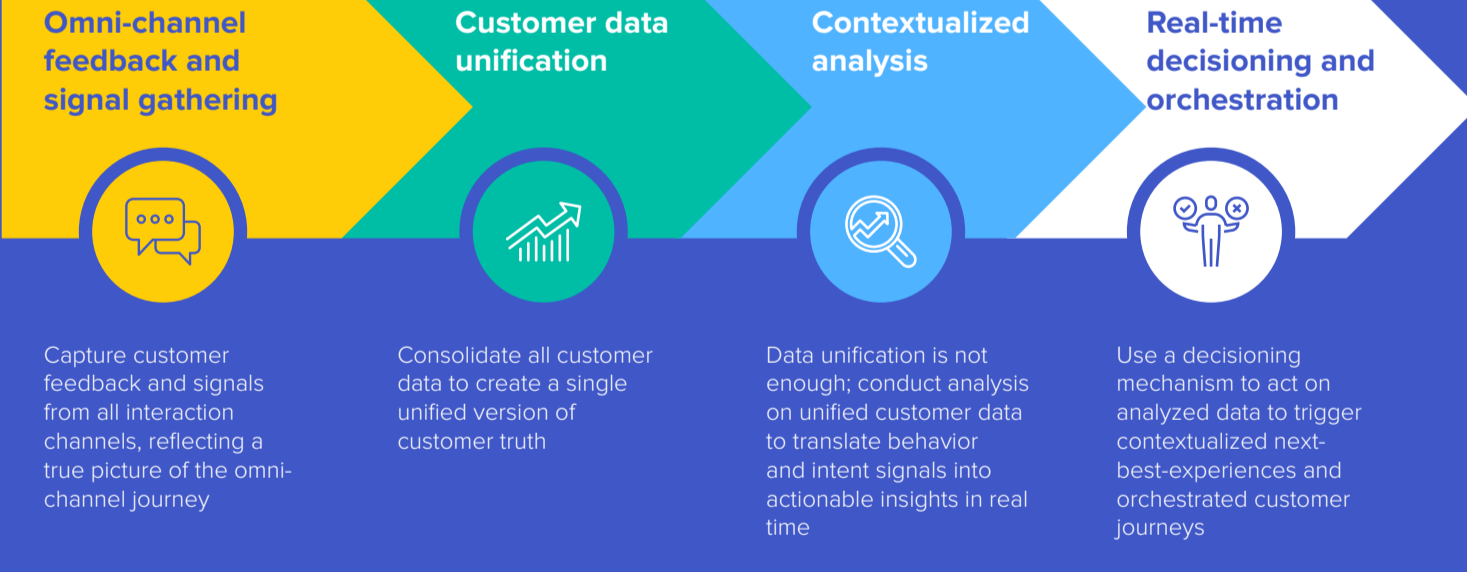 Omni-channel
feedback and
signal gathering
Customer data
unification
Contextualized
analysis
Real-time
decisioning and
orchestration
Capture customer
feedback and signals
from all interaction
channels, reflecting a
true picture of the omni-
channel journey
Consolidate all customer
data to create a single
unified version of
customer truth
Data unification is not
enough; conduct analysis
on unified customer data
to translate behavior
and intent signals into
actionable insights in real
time
Use a decisioning
mechanism to act on
analyzed data to trigger
contextualized next-
best-experiences and
orchestrated customer
journeys